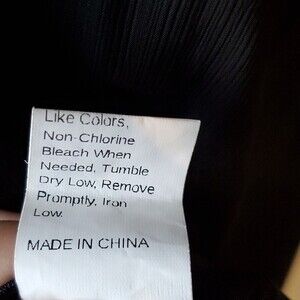 Like Colors,
Non-Chlorine
Bleach When
Needed, Tumble
Dry Low, Remove
Promptly. Iron
Low.
MADE IN CHINA